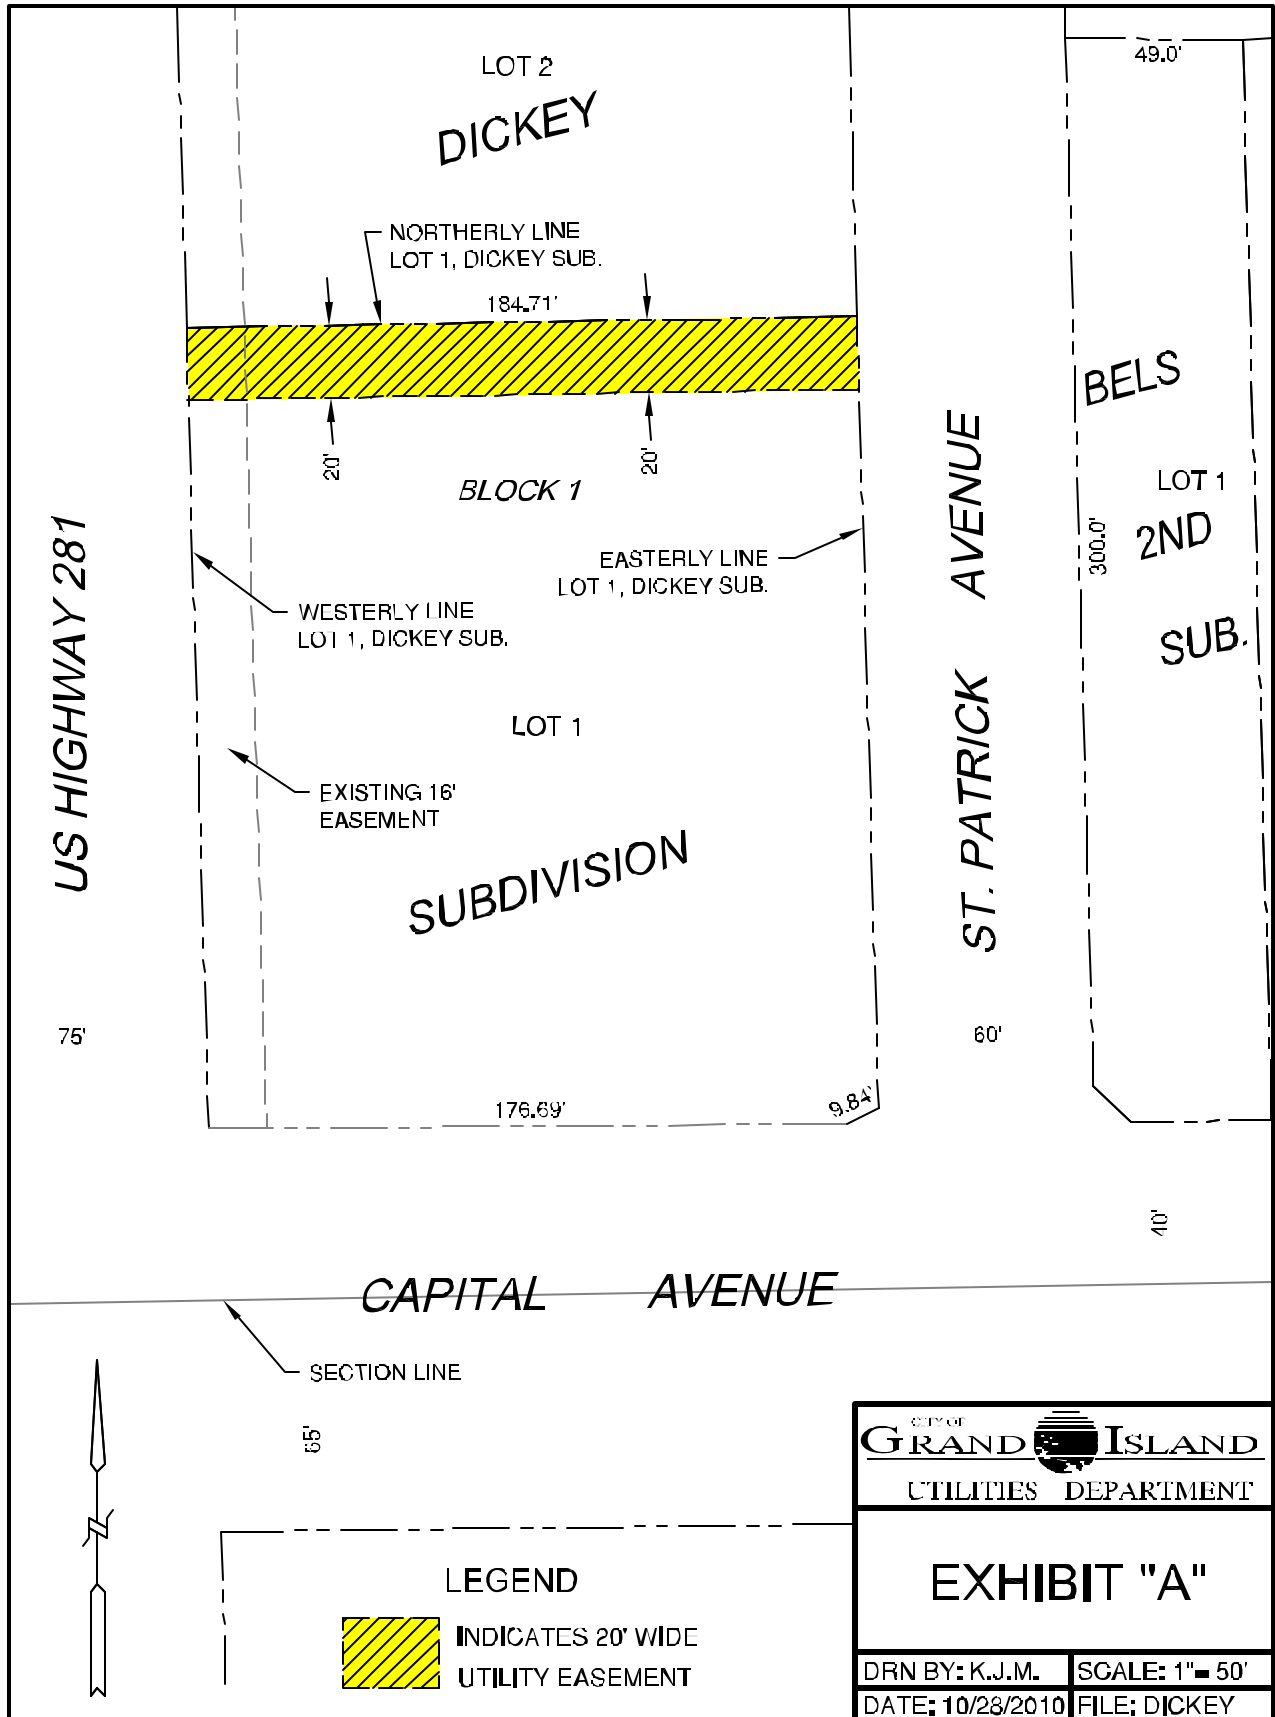 LOT 2
49.0'
DICKEY
NORTHERLY LINE
LOT 1, DICKEY SUB.
184.71'
BELS
20'
20'
BLOCK 1
LOT 1
2ND
SUB.
300.0'
US HIGHWAY 281
ST. PATRICK AVENUE
EASTERLY LINE
LOT 1, DICKEY SUB.
WESTERLY LINE
LOT 1, DICKEY SUB.
LOT 1
EXISTING 16'
EASEMENT
SUBDIVISION
75'
60'
176.69'
9.84'
40'
CAPITAL AVENUE
SECTION LINE
65'
CITY OF
GRAND ISLAND
UTILITIES DEPARTMENT
EXHIBIT "A"
LEGEND
INDICATES 20' WIDE
UTILITY EASEMENT
DRN BY: K.J.M.
SCALE: 1"= 50'
DATE: 10/28/2010
FILE: DICKEY